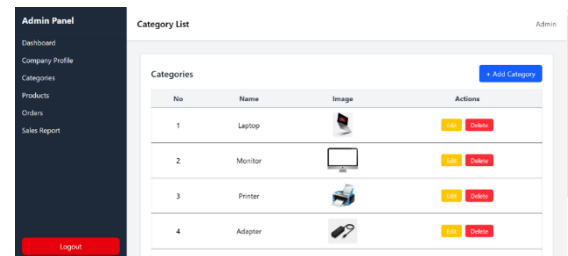 Admin Panel
Dashboard
Company Profile
Categories
Products
Orders
Sales Report
Logout
Category List
Admin
Categories
+ Add Category
No Name Image Actions
1 Laptop Edit Delete
2 Monitor Edit Delete
3 Printer Edit Delete
4 Adapter Edit Delete